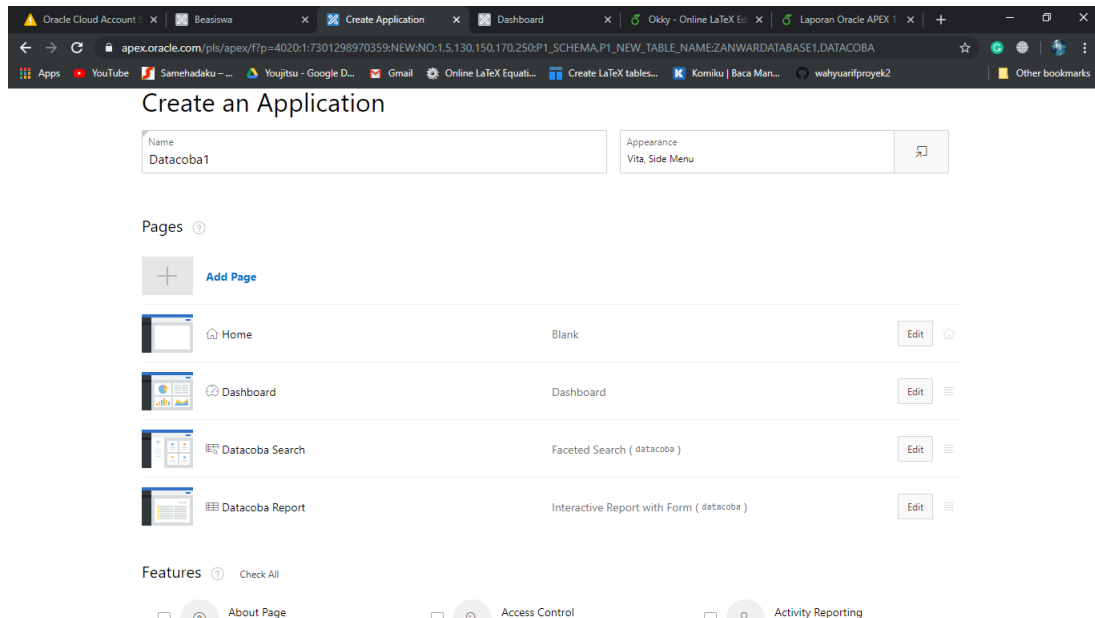 Oracle Cloud Account S
Beasiswa
Create Application
Dashboard
Okky - Online LaTeX Ed
Laporan Oracle APEX 1
apex.oracle.com/pls/apex/f?p=4020:1:7301298970359:NEW:NO:1,5,130,150,170,250:P1_SCHEMA,P1_NEW_TABLE_NAME:ZANWARDATABASE1,DATACOBA
Apps YouTube Samehadaku – ... Youjitsu - Google D... Gmail Online LaTeX Equati... Create LaTeX tables... Komiku | Baca Man... wahyuarifproyek2 Other bookmarks
Create an Application
Name
Datacoba1
Appearance
Vita, Side Menu
Pages ?
Add Page
Home Blank Edit
Dashboard Dashboard Edit
Datacoba Search Faceted Search ( datacoba ) Edit
Datacoba Report Interactive Report with Form ( datacoba ) Edit
Features ? Check All
About Page Access Control Activity Reporting